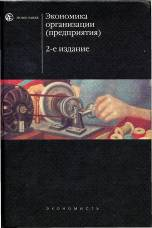 Экономика
организации
(предприятия)
2-е издание
ЭКОНОМИСТЪ